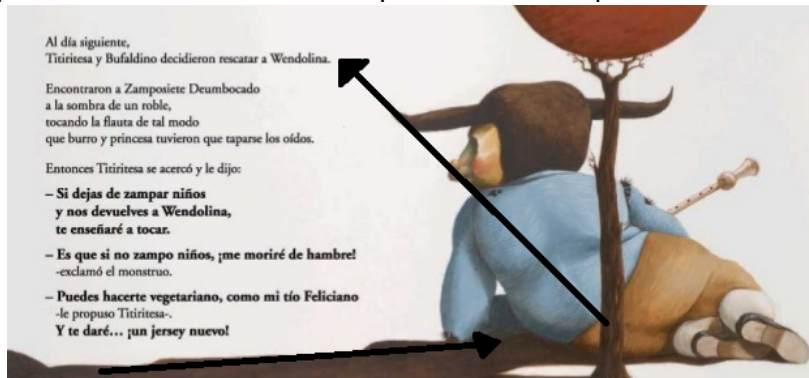 Al día siguiente,
Titiritesa y Bufaldino decidieron rescatar a Wendolina.
Encontraron a Zamposiete Deumbocado
a la sombra de un roble,
tocando la flauta de tal modo
que burro y princesa tuvieron que taparse los oídos.
Entonces Titiritesa se acercó y le dijo:
– Si dejas de zampar niños
y nos devuelves a Wendolina,
te enseñaré a tocar.
– Es que si no zampo niños, ¡me moriré de hambre!
-exclamó el monstruo.
– Puedes hacerte vegetariano, como mi tío Feliciano
-le propuso Titiritesa-.
Y te daré... ¡un jersey nuevo!